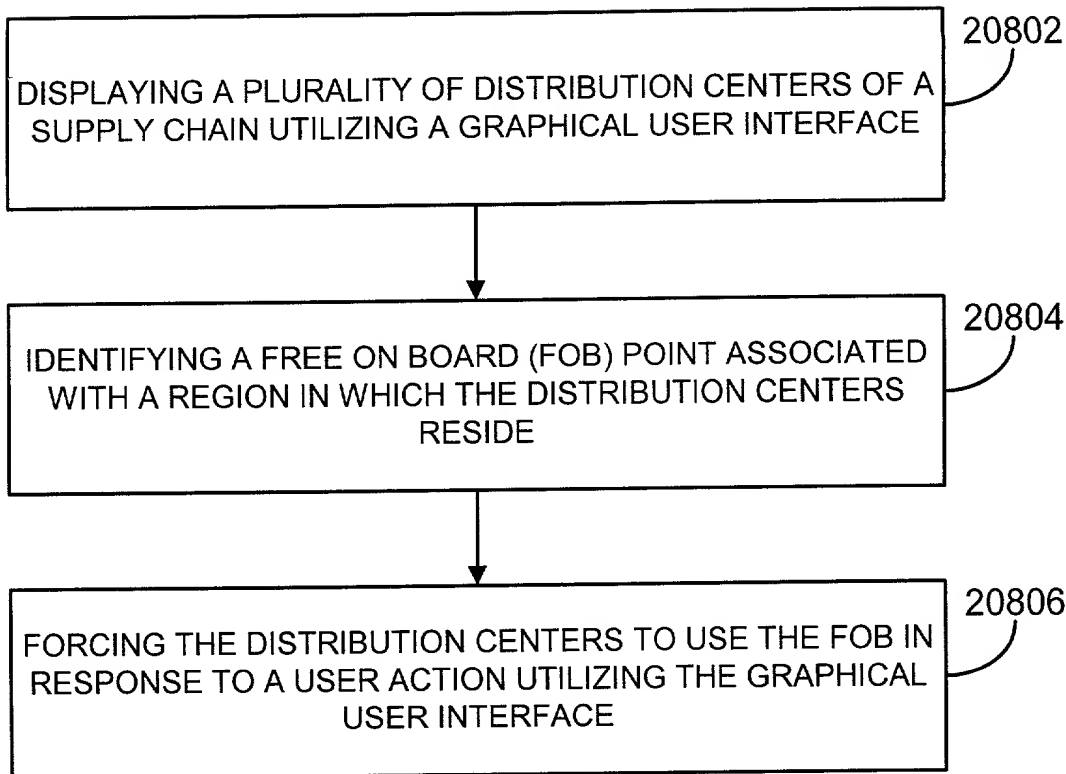 20802
DISPLAYING A PLURALITY OF DISTRIBUTION CENTERS OF A
SUPPLY CHAIN UTILIZING A GRAPHICAL USER INTERFACE
20804
IDENTIFYING A FREE ON BOARD (FOB) POINT ASSOCIATED
WITH A REGION IN WHICH THE DISTRIBUTION CENTERS
RESIDE
20806
FORCING THE DISTRIBUTION CENTERS TO USE THE FOB IN
RESPONSE TO A USER ACTION UTILIZING THE GRAPHICAL
USER INTERFACE